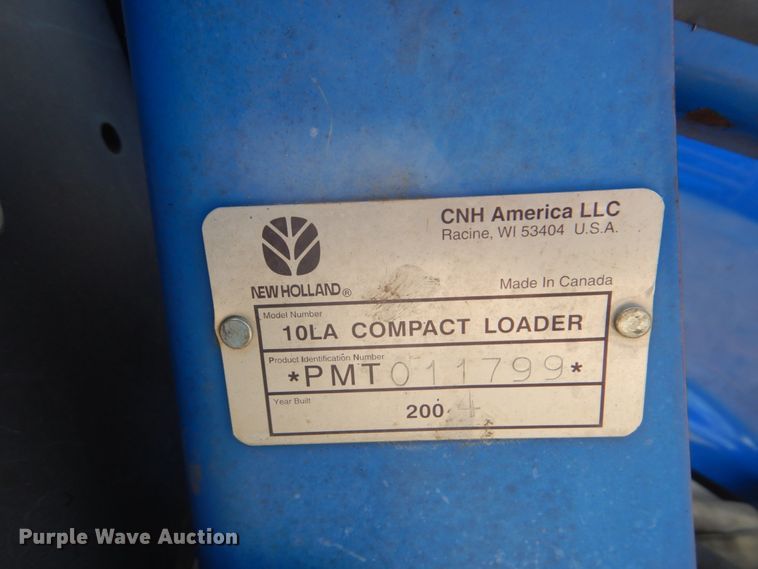 CNH America LLC
Racine, WI 53404 U.S.A.
NEW HOLLAND®
Made In Canada
Model Number
10LA COMPACT LOADER
Product Identification Number
*PMT011799*
Year Built
2004
Purple Wave Auction®